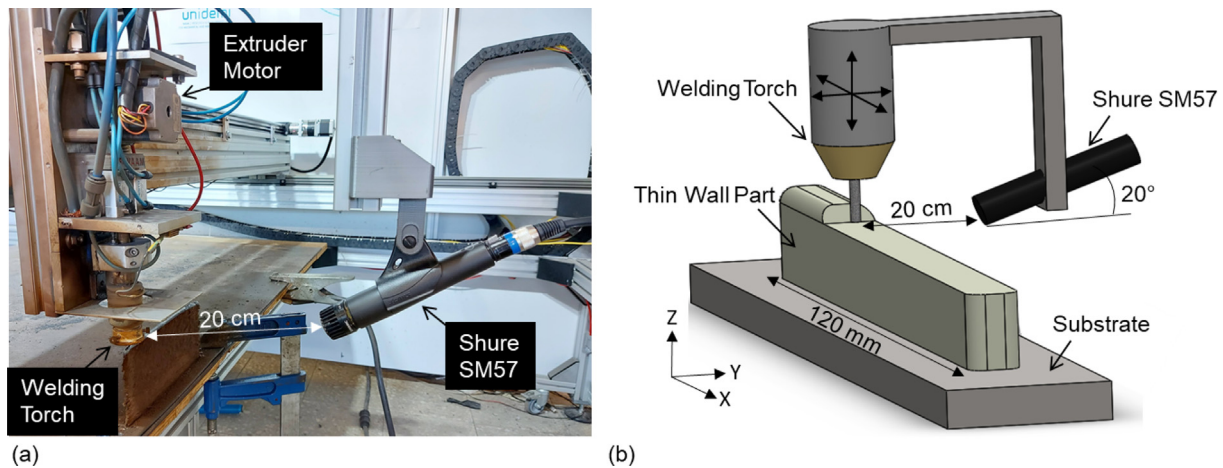 unidemi
Extruder
Motor
20 cm
Shure
SM57
Welding
Torch
(a)
Welding Torch
Shure SM57
Thin Wall Part
20 cm
20°
120 mm
Substrate
Z
Y
X
(b)